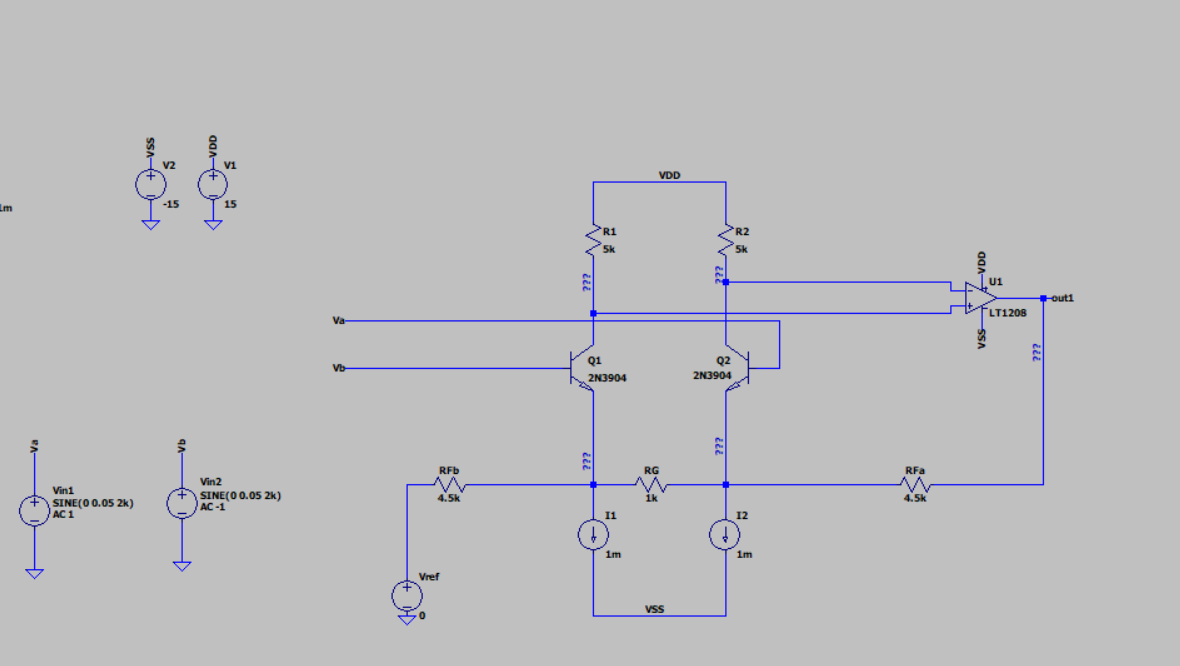 VSS
VDD
V2
V1
-15
15
1m
VDD
R1
5k
R2
5k
???
???
VDD
U1
LT1208
VSS
out1
???
Va
Vb
Q1
2N3904
Q2
2N3904
???
???
Va
Vb
Vin1
SINE(0 0.05 2k)
AC 1
Vin2
SINE(0 0.05 2k)
AC -1
RFb
4.5k
RG
1k
RFa
4.5k
I1
1m
I2
1m
Vref
0
VSS